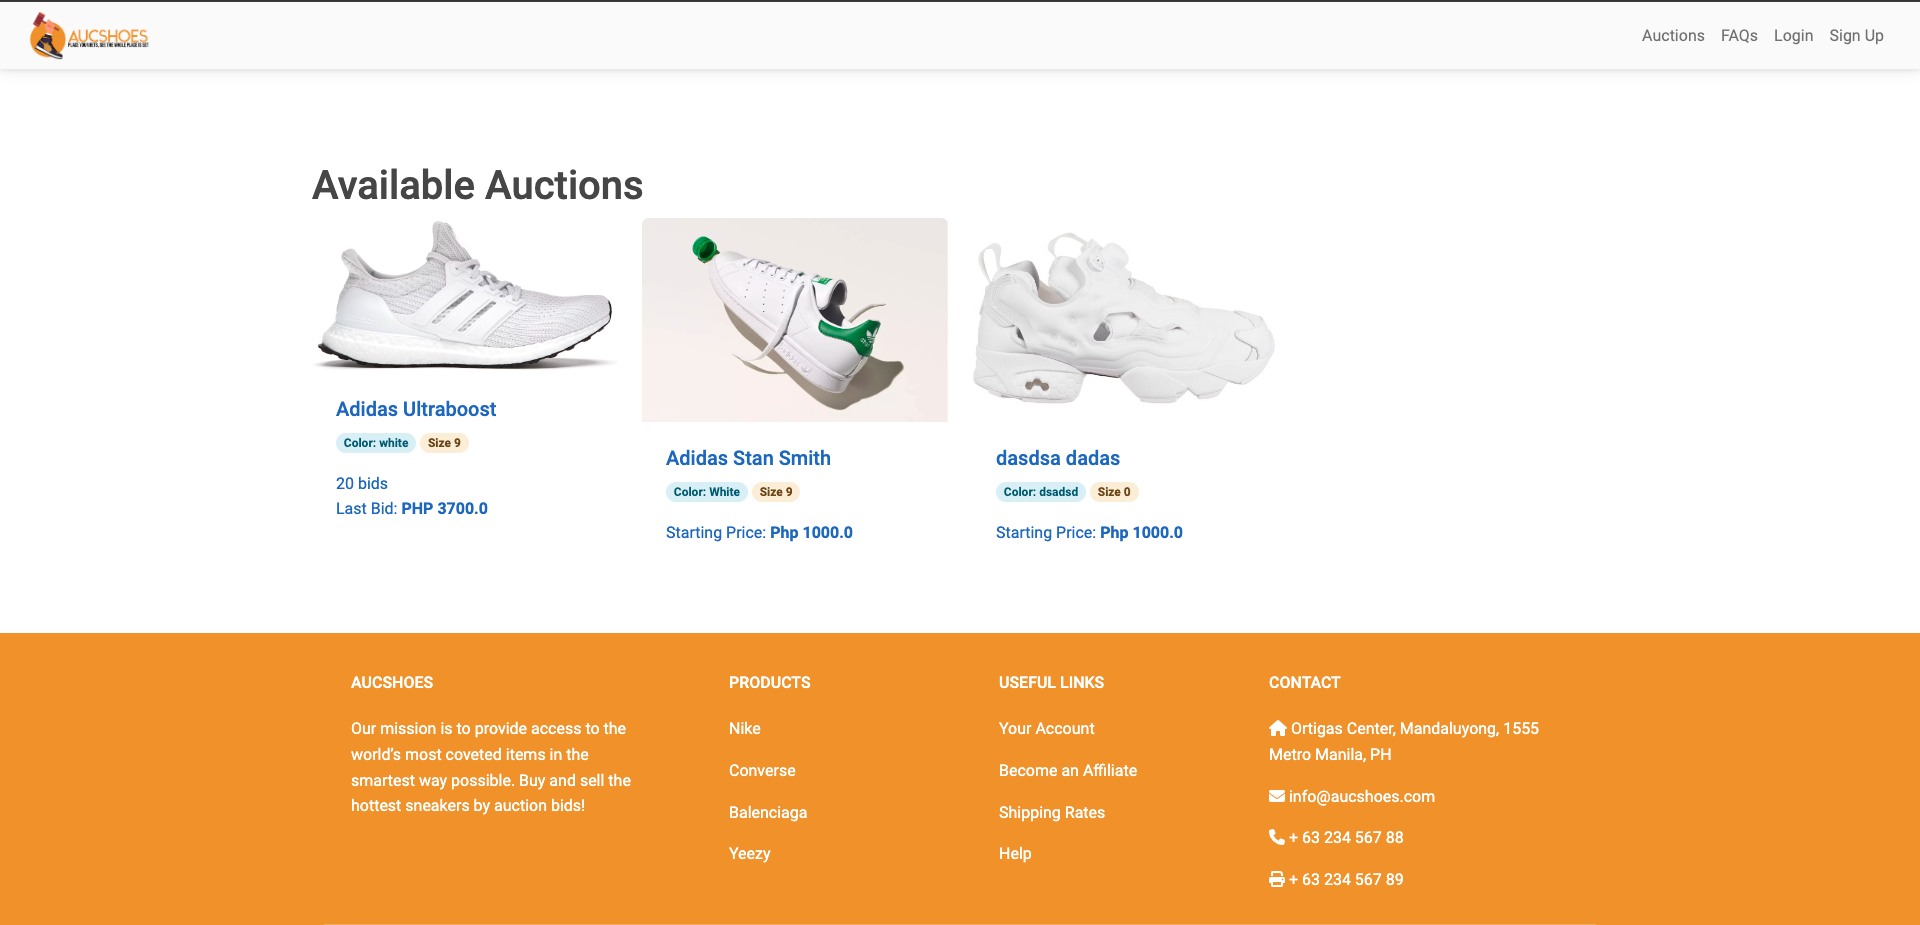 AUCSHOES
Auctions FAQs Login Sign Up
Available Auctions
Adidas Ultraboost
Color: white Size 9
20 bids
Last Bid: PHP 3700.0
Adidas Stan Smith
Color: White Size 9
Starting Price: Php 1000.0
dasdsa dadas
Color: dsadsd Size 0
Starting Price: Php 1000.0
AUCSHOES
Our mission is to provide access to the
world's most coveted items in the
smartest way possible. Buy and sell the
hottest sneakers by auction bids!
PRODUCTS
Nike
Converse
Balenciaga
Yeezy
USEFUL LINKS
Your Account
Become an Affiliate
Shipping Rates
Help
CONTACT
Ortigas Center, Mandaluyong, 1555
Metro Manila, PH
info@aucshoes.com
+ 63 234 567 88
+ 63 234 567 89